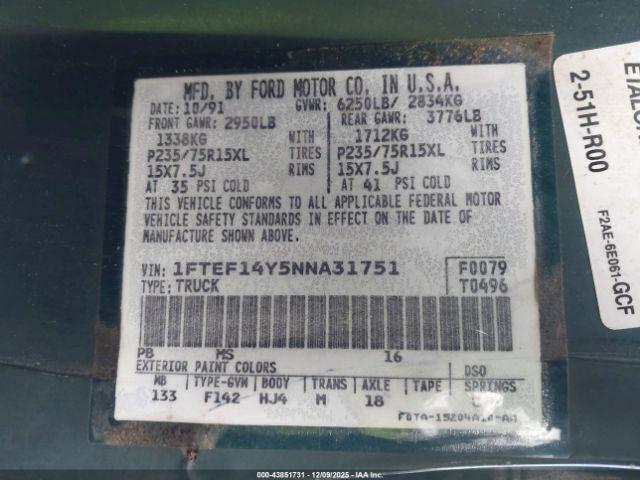 MFD. BY FORD MOTOR CO. IN U.S.A.
DATE: 10/91 GVWR: 6250LB/ 2834KG
FRONT GAWR: 2950LB REAR GAWR: 3776LB
1338KG WITH 1712KG WITH
P235/75R15XL TIRES P235/75R15XL TIRES
15X7.5J RIMS 15X7.5J RIMS
AT 35 PSI COLD AT 41 PSI COLD
THIS VEHICLE CONFORMS TO ALL APPLICABLE FEDERAL MOTOR
VEHICLE SAFETY STANDARDS IN EFFECT ON THE DATE OF
MANUFACTURE SHOWN ABOVE.
VIN: 1FTEF14Y5NNA31751 F0079
TYPE: TRUCK T0496
PB MS 16
EXTERIOR PAINT COLORS DSO
WB TYPE-GVW BODY TRANS AXLE TAPE SPRINGS
133 F142 HJ4 M 18
2-51H-R00
F2AE-6E061-GCF
000-43851731 - 12/09/2025 - IAA Inc.